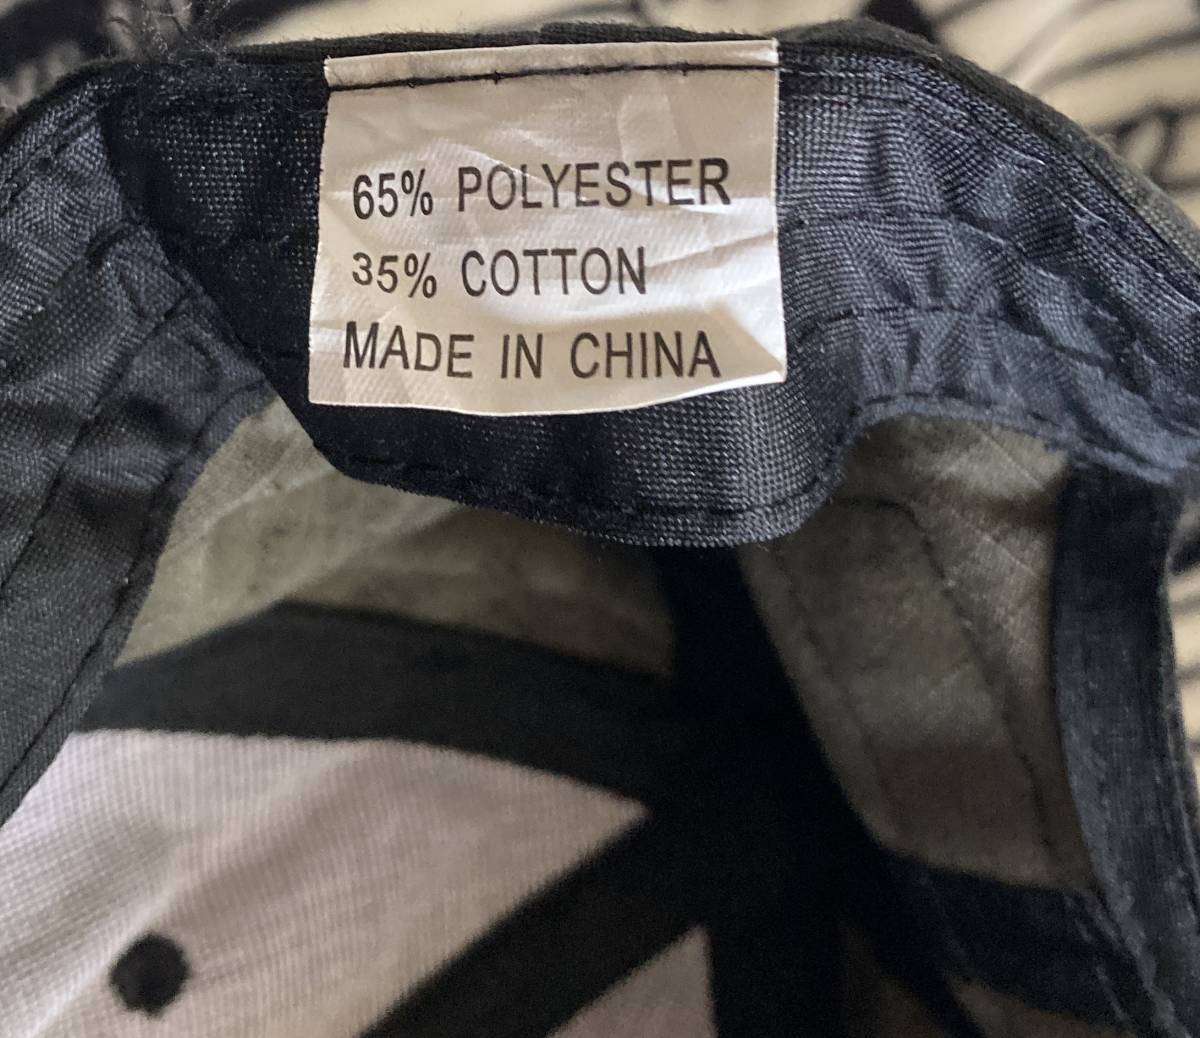 65% POLYESTER
35% COTTON
MADE IN CHINA